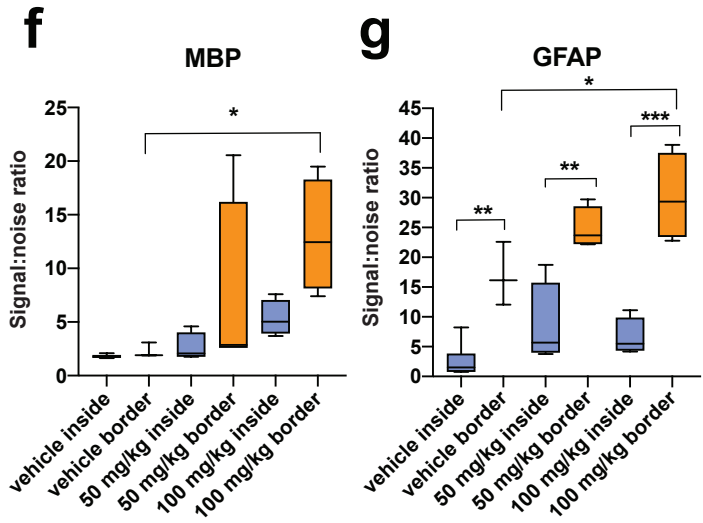 f
MBP
Signal:noise ratio
25
20
15
10
5
0
*
vehicle inside
vehicle border
50 mg/kg inside
50 mg/kg border
100 mg/kg inside
100 mg/kg border
g
GFAP
Signal:noise ratio
45
40
35
30
25
20
15
10
5
0
*
***
**
**
vehicle inside
vehicle border
50 mg/kg inside
50 mg/kg border
100 mg/kg inside
100 mg/kg border